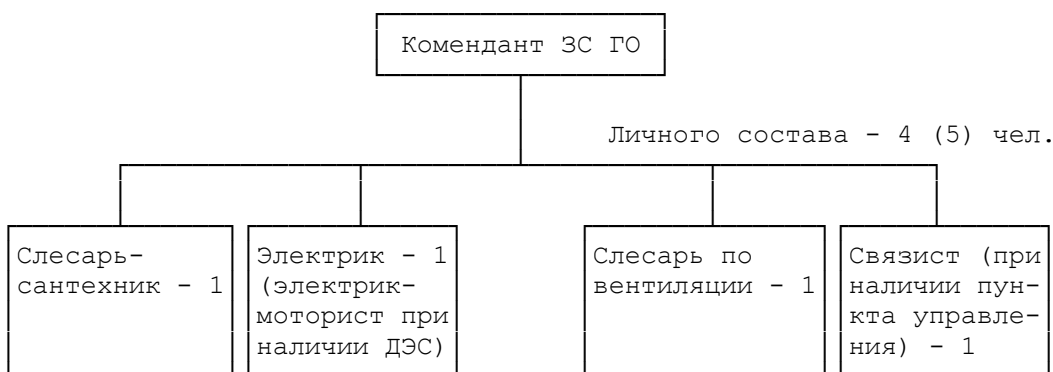 Комендант ЗС ГО
Личного состава - 4 (5) чел.
Слесарь-
сантехник - 1
Электрик - 1
(электрик-
моторист при
наличии ДЭС)
Слесарь по
вентиляции - 1
Связист (при
наличии пун-
кта управле-
ния) - 1